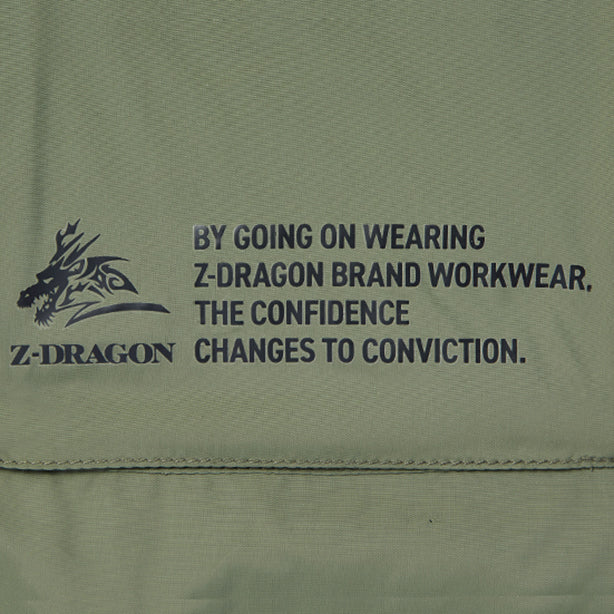 BY GOING ON WEARING
Z-DRAGON BRAND WORKWEAR,
THE CONFIDENCE
CHANGES TO CONVICTION.
Z-DRAGON